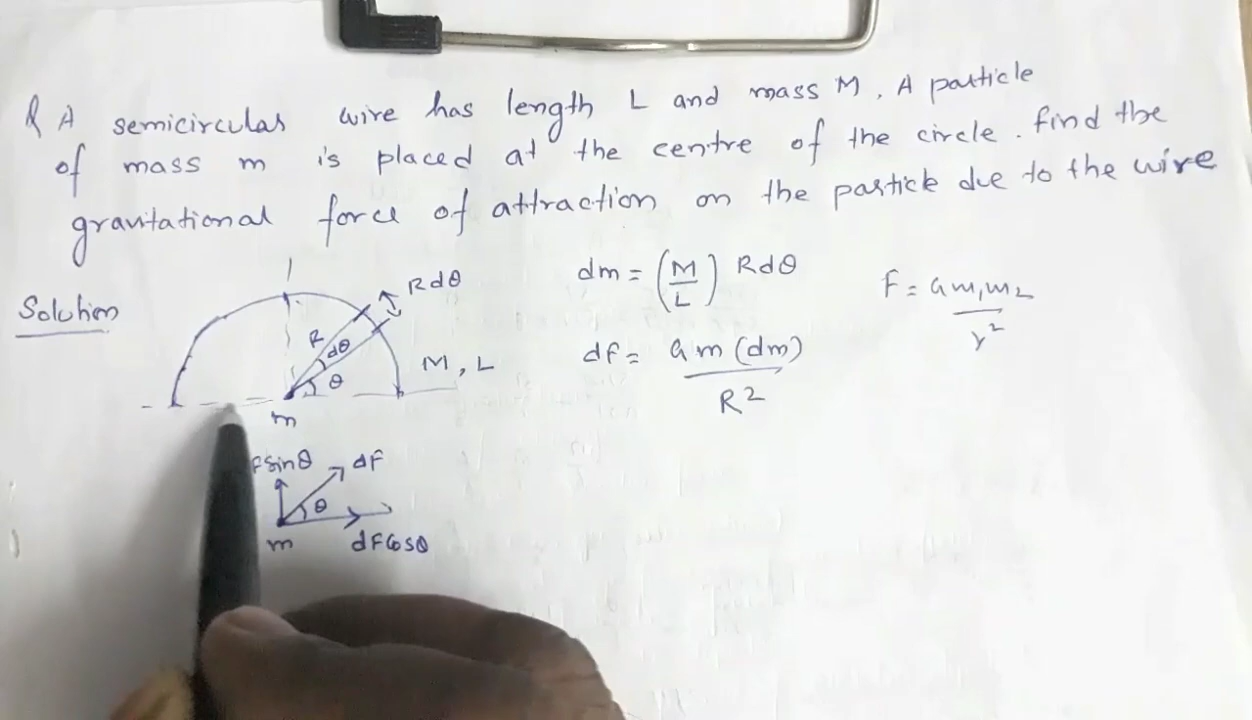 Q A semicircular wire has length L and mass M. A particle
of mass m is placed at the centre of the circle. find the
gravitational force of attraction on the particle due to the wire
Solution
Rdθ
R
dθ
θ
M, L
m
dm = (M/L) Rdθ
F = Gm₁m₂/r²
dF = Gm(dm)/R²
Fsinθ
dF
θ
m
dFCosθ